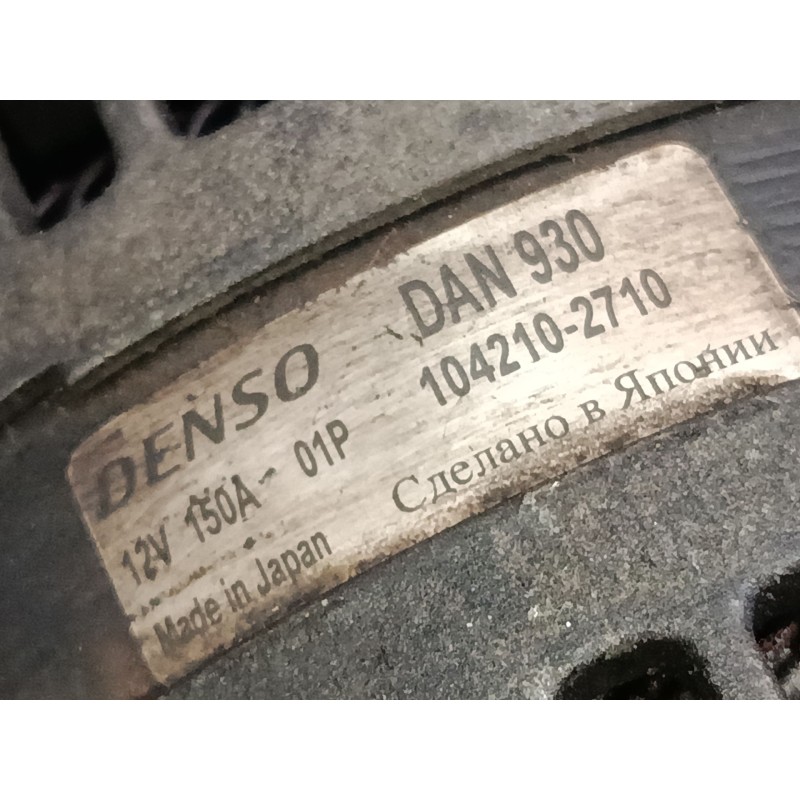 DENSO DAN 930
12V 150A 01P 104210-2710
Made in Japan Сделано в Японии